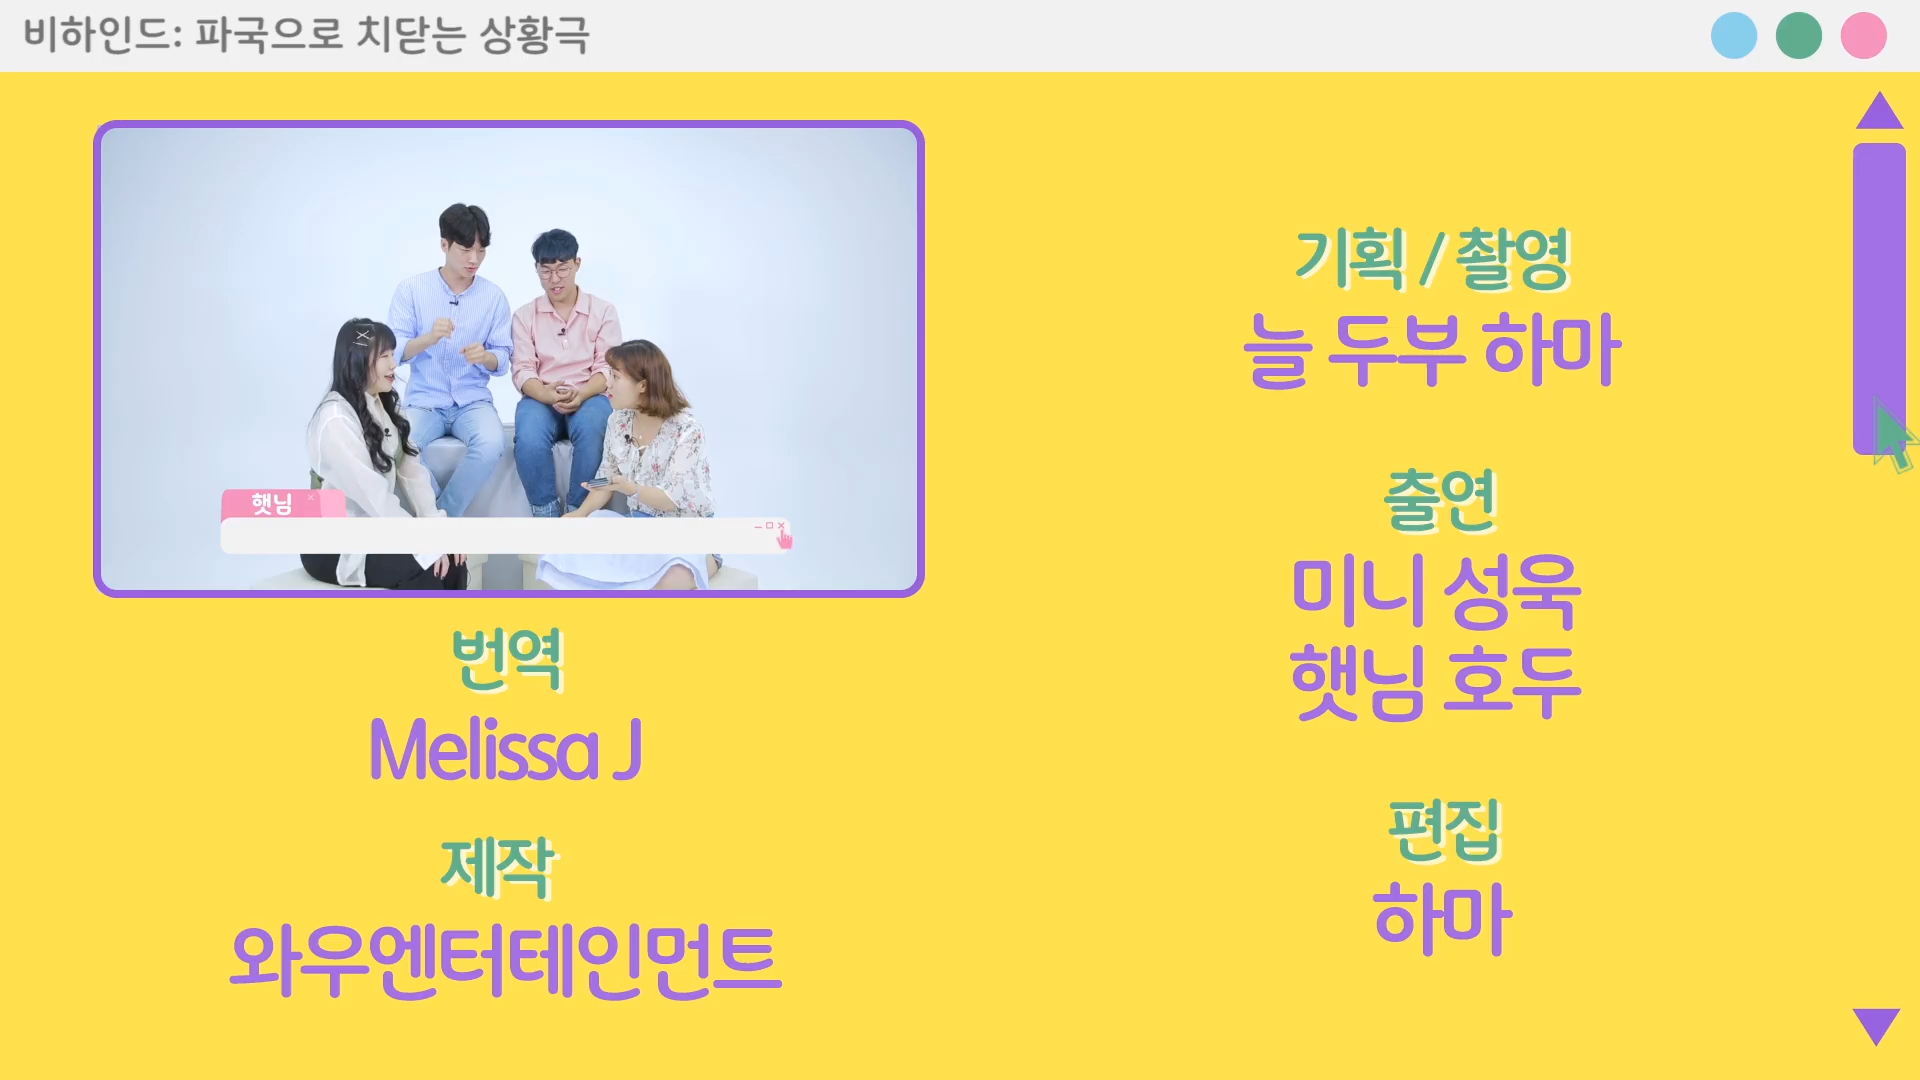 비하인드: 파국으로 치닫는 상황극
햇님
번역
Melissa J
제작
와우엔터테인먼트
기획 / 촬영
늘 두부 하마
출연
미니 성욱
햇님 호두
편집
하마